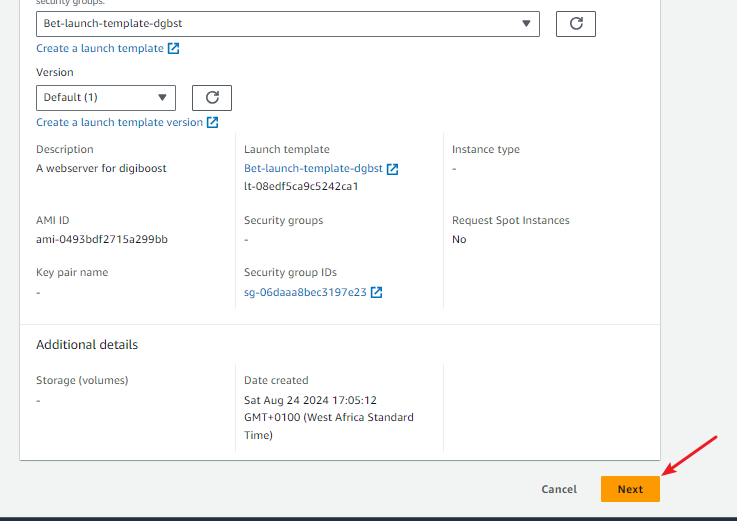 security groups.
Bet-launch-template-dgbst
Create a launch template
Version
Default (1)
Create a launch template version
Description
A webserver for digiboost
Launch template
Bet-launch-template-dgbst
lt-08edf5ca9c5242ca1
Instance type
-
AMI ID
ami-0493bdf2715a299bb
Security groups
-
Request Spot Instances
No
Key pair name
-
Security group IDs
sg-06daaa8bec3197e23
Additional details
Storage (volumes)
-
Date created
Sat Aug 24 2024 17:05:12
GMT+0100 (West Africa Standard
Time)
Cancel
Next